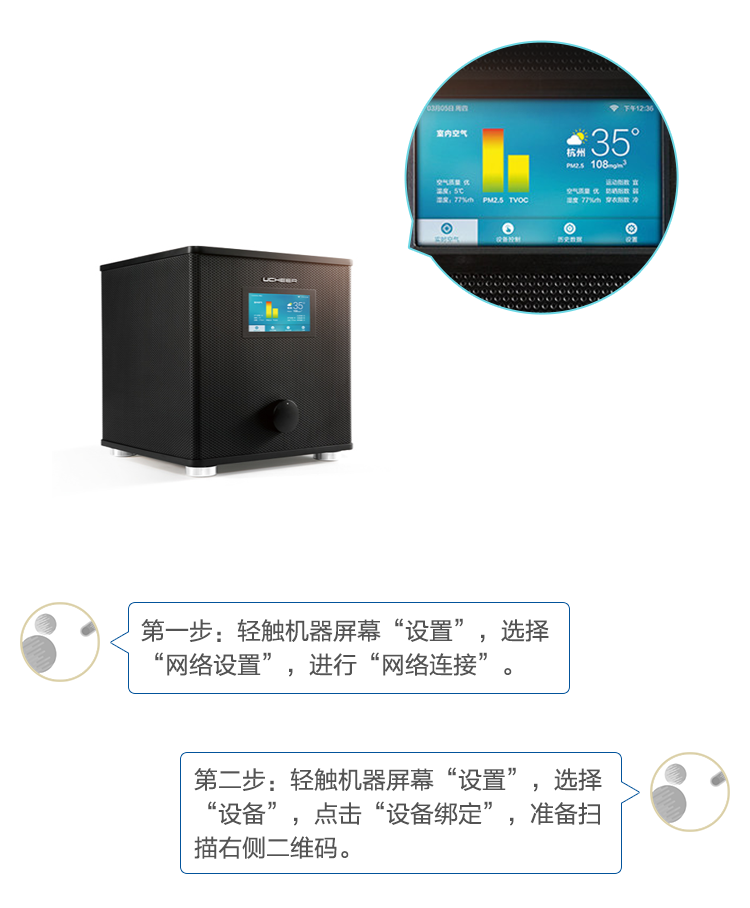 03月05日 周四
下午12:36
室内空气
杭州
35°
PM2.5 108mg/m³
空气质量 优
温度：5℃
湿度：77%rh
PM2.5 TVOC
空气质量 优
湿度 77%rh
运动指数 宜
防晒指数 弱
穿衣指数 冷
实时空气
设备控制
历史数据
设置
UCHEER
第一步：轻触机器屏幕“设置”，选择
“网络设置”，进行“网络连接”。
第二步：轻触机器屏幕“设置”，选择
“设备”，点击“设备绑定”，准备扫
描右侧二维码。